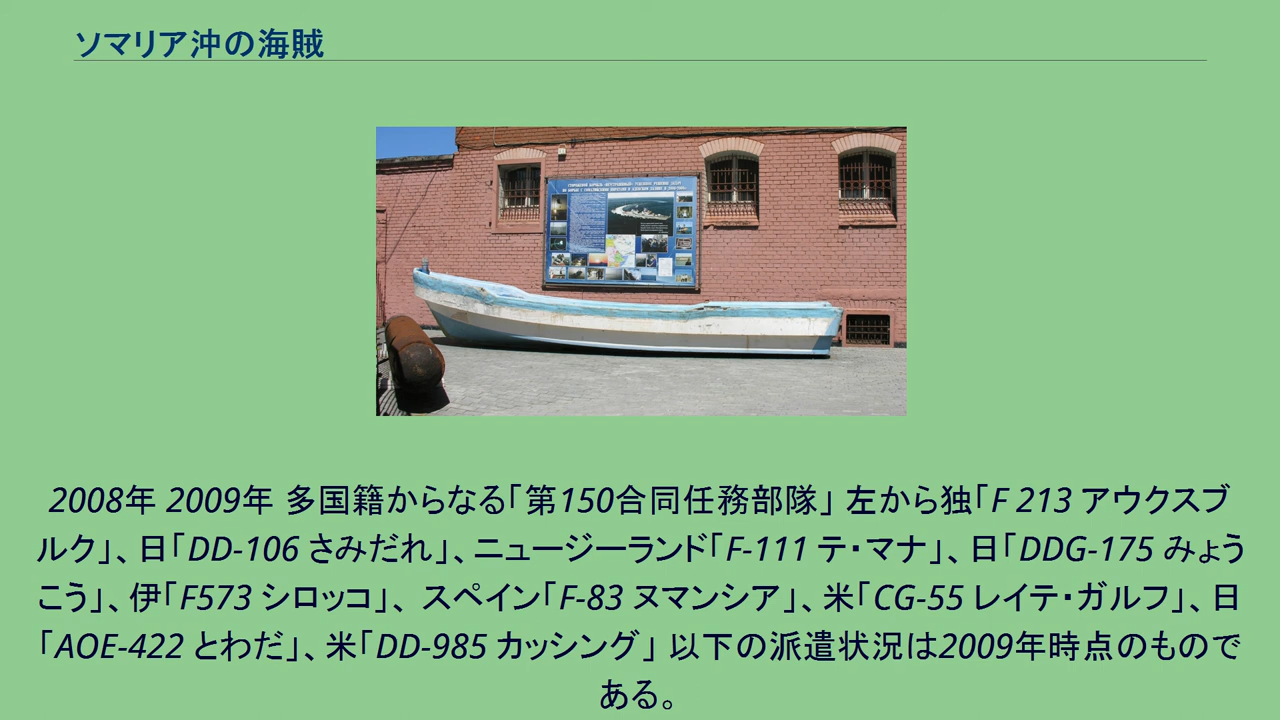 ソマリア沖の海賊
2008年 2009年 多国籍からなる｢第150合同任務部隊｣ 左から独｢F 213 アウクスブ
ルク｣、日｢DD-106 さみだれ｣、ニュージーランド｢F-111 テ・マナ｣、日｢DDG-175 みょう
こう｣、伊｢F573 シロッコ｣、 スペイン｢F-83 ヌマンシア｣、米｢CG-55 レイテ・ガルフ｣、日
｢AOE-422 とわだ｣、米｢DD-985 カッシング｣ 以下の派遣状況は2009年時点のもので
ある。